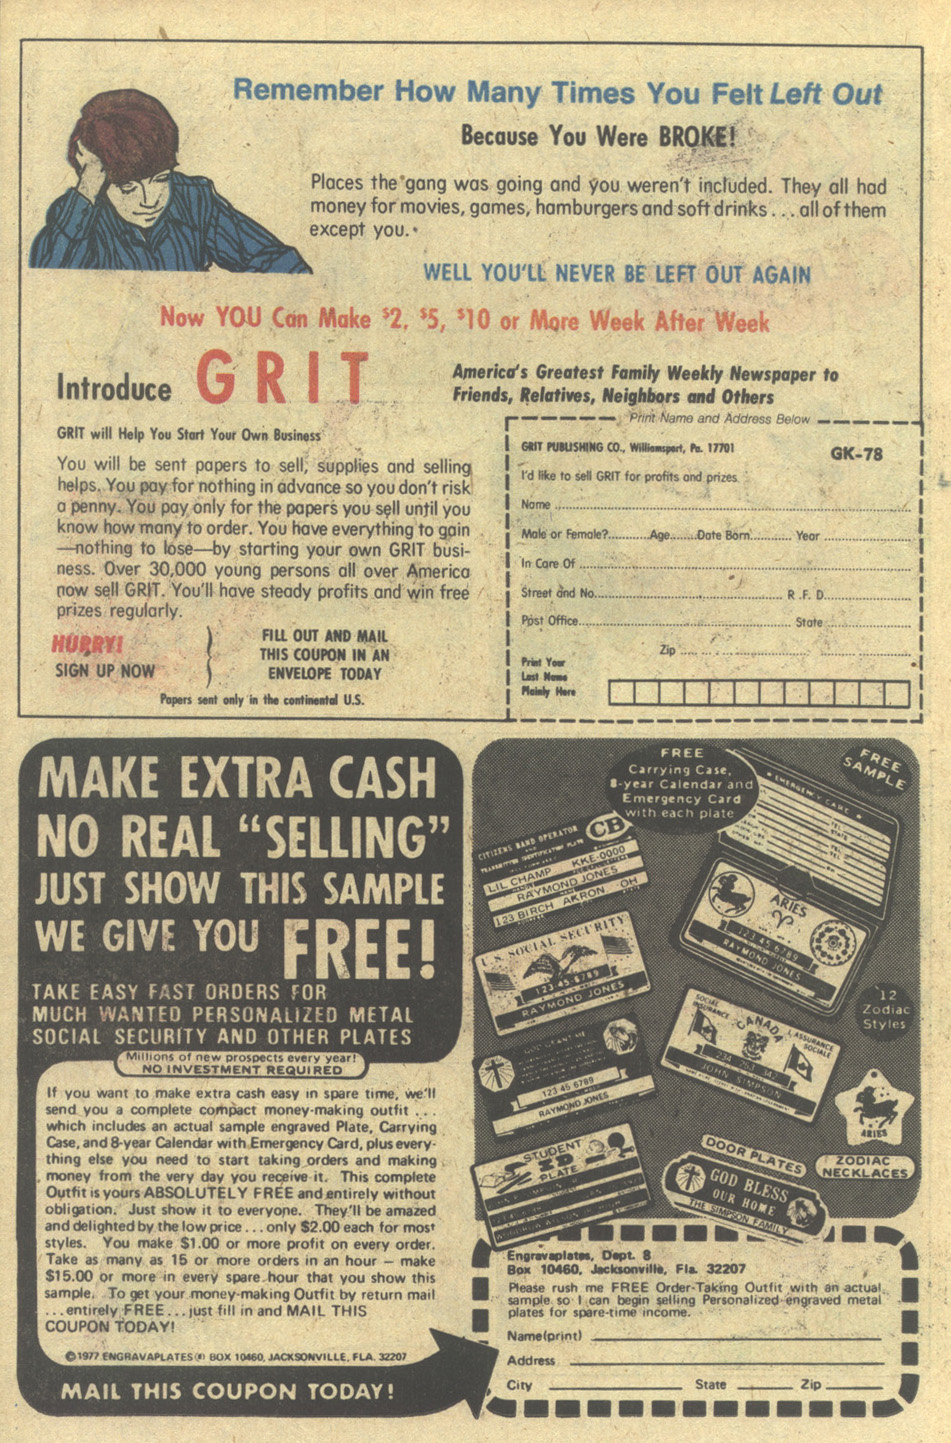 Remember How Many Times You Felt Left Out
Because You Were BROKE!
Places the gang was going and you weren't included. They all had
money for movies, games, hamburgers and soft drinks . . . all of them
except you.
WELL YOU'LL NEVER BE LEFT OUT AGAIN
Now YOU Can Make $2, $5, $10 or More Week After Week
Introduce GRIT
America's Greatest Family Weekly Newspaper to
Friends, Relatives, Neighbors and Others
GRIT will Help You Start Your Own Business
You will be sent papers to sell, supplies and selling
helps. You pay for nothing in advance so you don't risk
a penny. You pay only for the papers you sell until you
know how many to order. You have everything to gain
—nothing to lose—by starting your own GRIT busi-
ness. Over 30,000 young persons all over America
now sell GRIT. You'll have steady profits and win free
prizes regularly.
HURRY!
SIGN UP NOW
FILL OUT AND MAIL
THIS COUPON IN AN
ENVELOPE TODAY
Papers sent only in the continental U.S.
Print Name and Address Below
GRIT PUBLISHING CO., Williamsport, Pa. 17701
GK-78
I'd like to sell GRIT for profits and prizes
Name
Male or Female?..........Age.......Date Born.......... Year
In Care Of
Street and No. R.F.D.
Post Office State
Zip
Print Your
Last Name
Plainly Here
MAKE EXTRA CASH
NO REAL "SELLING"
JUST SHOW THIS SAMPLE
WE GIVE YOU FREE!
TAKE EASY FAST ORDERS FOR
MUCH WANTED PERSONALIZED METAL
SOCIAL SECURITY AND OTHER PLATES
Millions of new prospects every year!
NO INVESTMENT REQUIRED
If you want to make extra cash easy in spare time, we'll
send you a complete compact money-making outfit . . .
which includes an actual sample engraved Plate, Carrying
Case, and 8-year Calendar with Emergency Card, plus every-
thing else you need to start taking orders and making
money from the very day you receive it. This complete
Outfit is yours ABSOLUTELY FREE and entirely without
obligation. Just show it to everyone. They'll be amazed
and delighted by the low price . . . only $2.00 each for most
styles. You make $1.00 or more profit on every order.
Take as many as 15 or more orders in an hour — make
$15.00 or more in every spare hour that you show this
sample. To get your money-making Outfit by return mail
. . . entirely FREE . . . just fill in and MAIL THIS
COUPON TODAY!
© 1977 ENGRAVAPLATES ® BOX 10460, JACKSONVILLE, FLA. 32207
MAIL THIS COUPON TODAY!
FREE
Carrying Case,
8-year Calendar and
Emergency Card
with each plate
FREE
SAMPLE
EMERGENCY CARE
CITIZENS BAND OPERATOR
CB
LIL CHAMP KKE-0000
RAYMOND JONES
123 BIRCH AKRON OH
U.S. SOCIAL SECURITY
123 45 6789
RAYMOND JONES
ARIES
123 45 6789
RAYMOND JONES
12
Zodiac
Styles
SOCIAL
INSURANCE
CANADA
ASSURANCE
SOCIALE
JOHN SIMPSON
123 45 6789
RAYMOND JONES
ARIES
ZODIAC
NECKLACES
STUDENT
ID
PLATE
DOOR PLATES
GOD BLESS
OUR HOME
THE SIMPSON FAMILY
Engravaplates, Dept. 8
Box 10460, Jacksonville, Fla. 32207
Please rush me FREE Order-Taking Outfit with an actual
sample so I can begin selling Personalized engraved metal
plates for spare-time income.
Name(print)
Address
City State Zip